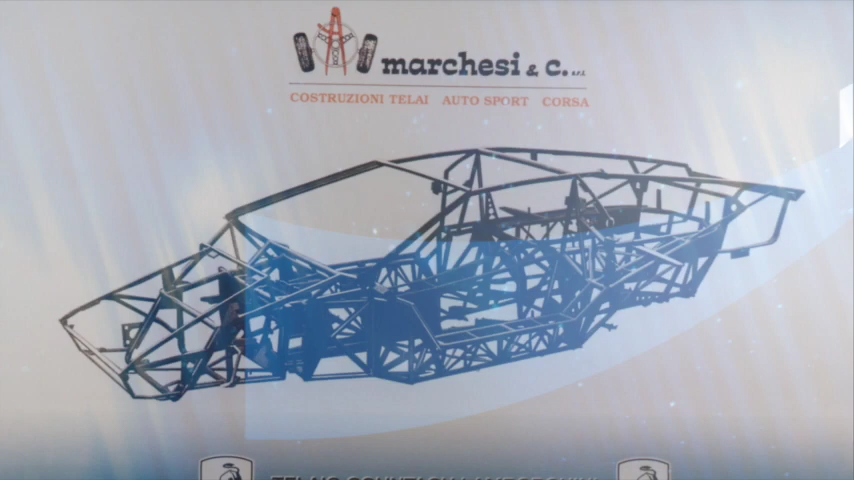 marchesi & c. s.r.l.
COSTRUZIONI TELAI AUTO SPORT CORSA